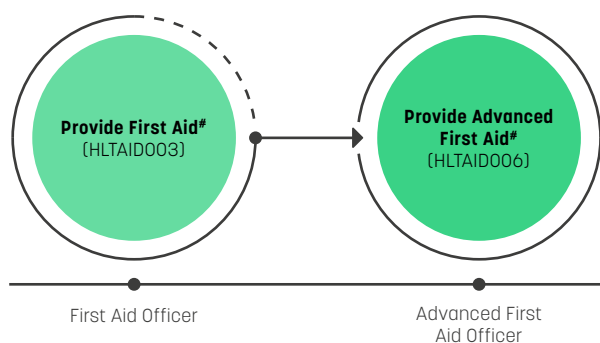 Provide First Aid#
(HLTAID003)
Provide Advanced
First Aid#
(HLTAID006)
First Aid Officer
Advanced First
Aid Officer